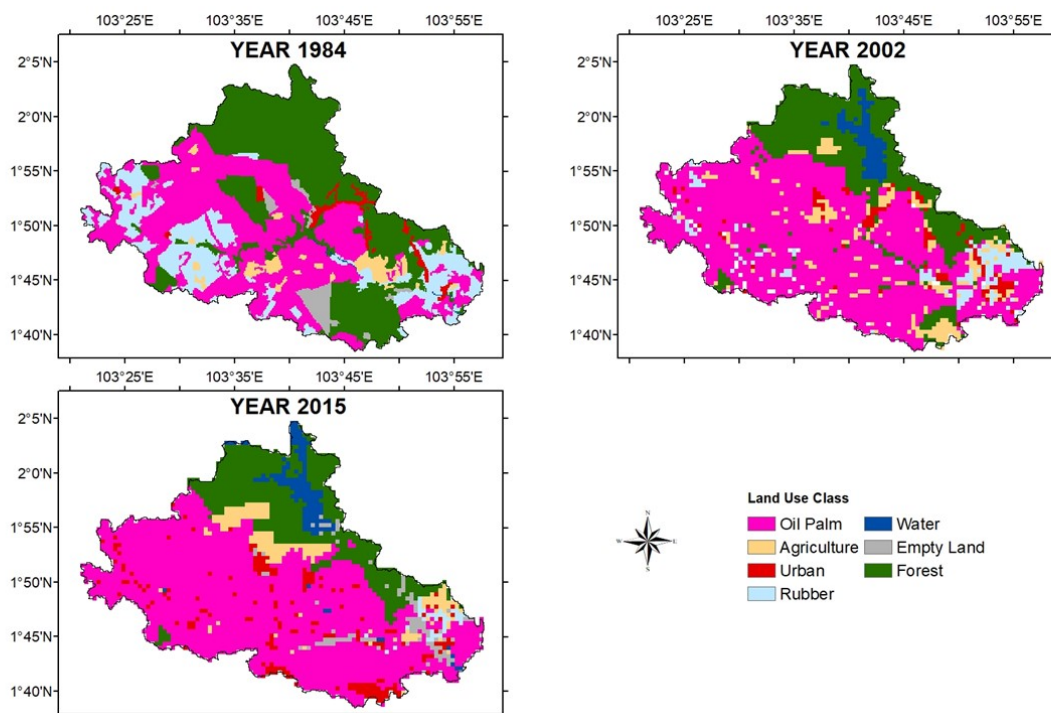 103°25'E 103°35'E 103°45'E 103°55'E
YEAR 1984
2°5'N
2°0'N
1°55'N
1°50'N
1°45'N
1°40'N
103°25'E 103°35'E 103°45'E 103°55'E
YEAR 2002
2°5'N
2°0'N
1°55'N
1°50'N
1°45'N
1°40'N
103°25'E 103°35'E 103°45'E 103°55'E
YEAR 2015
2°5'N
2°0'N
1°55'N
1°50'N
1°45'N
1°40'N
N
W E
S
Land Use Class
Oil Palm
Agriculture
Urban
Rubber
Water
Empty Land
Forest